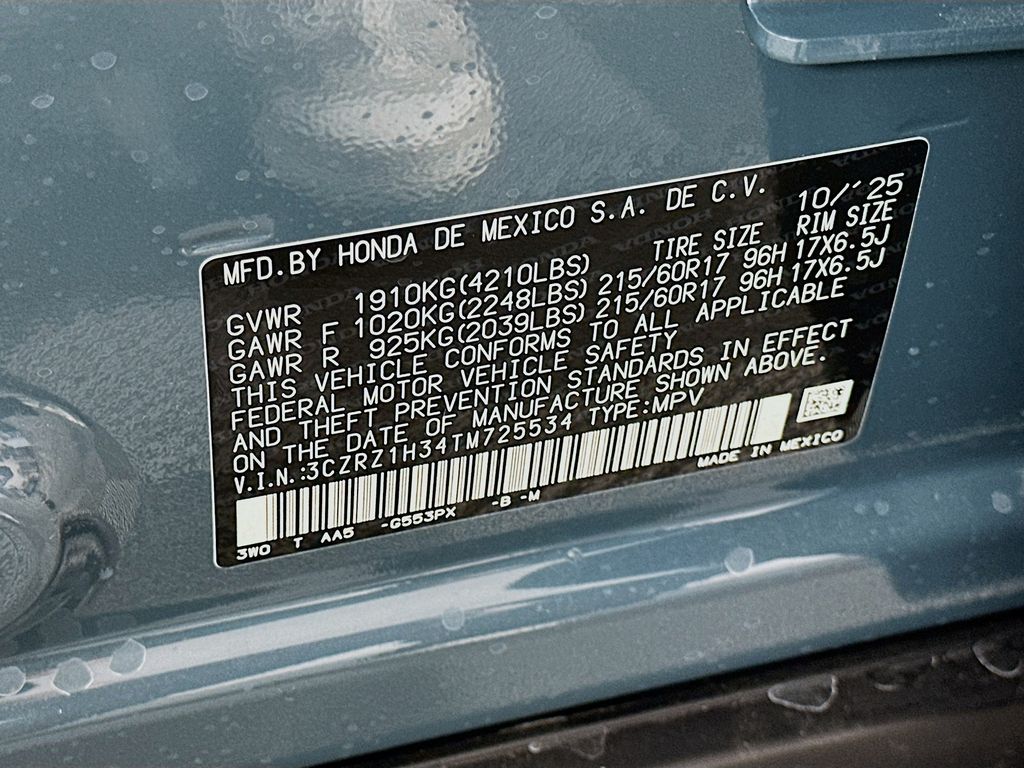 MFD.BY HONDA DE MEXICO S.A. DE C.V. 10/'25
GVWR 1910KG(4210LBS) TIRE SIZE RIM SIZE
GAWR F 1020KG(2248LBS) 215/60R17 96H 17X6.5J
GAWR R 925KG(2039LBS) 215/60R17 96H 17X6.5J
THIS VEHICLE CONFORMS TO ALL APPLICABLE
FEDERAL MOTOR VEHICLE SAFETY
AND THEFT PREVENTION STANDARDS IN EFFECT
ON THE DATE OF MANUFACTURE SHOWN ABOVE.
V.I.N.:3CZRZ1H34TM725534 TYPE:MPV
3WO T AA5 -G553PX -B -M MADE IN MEXICO